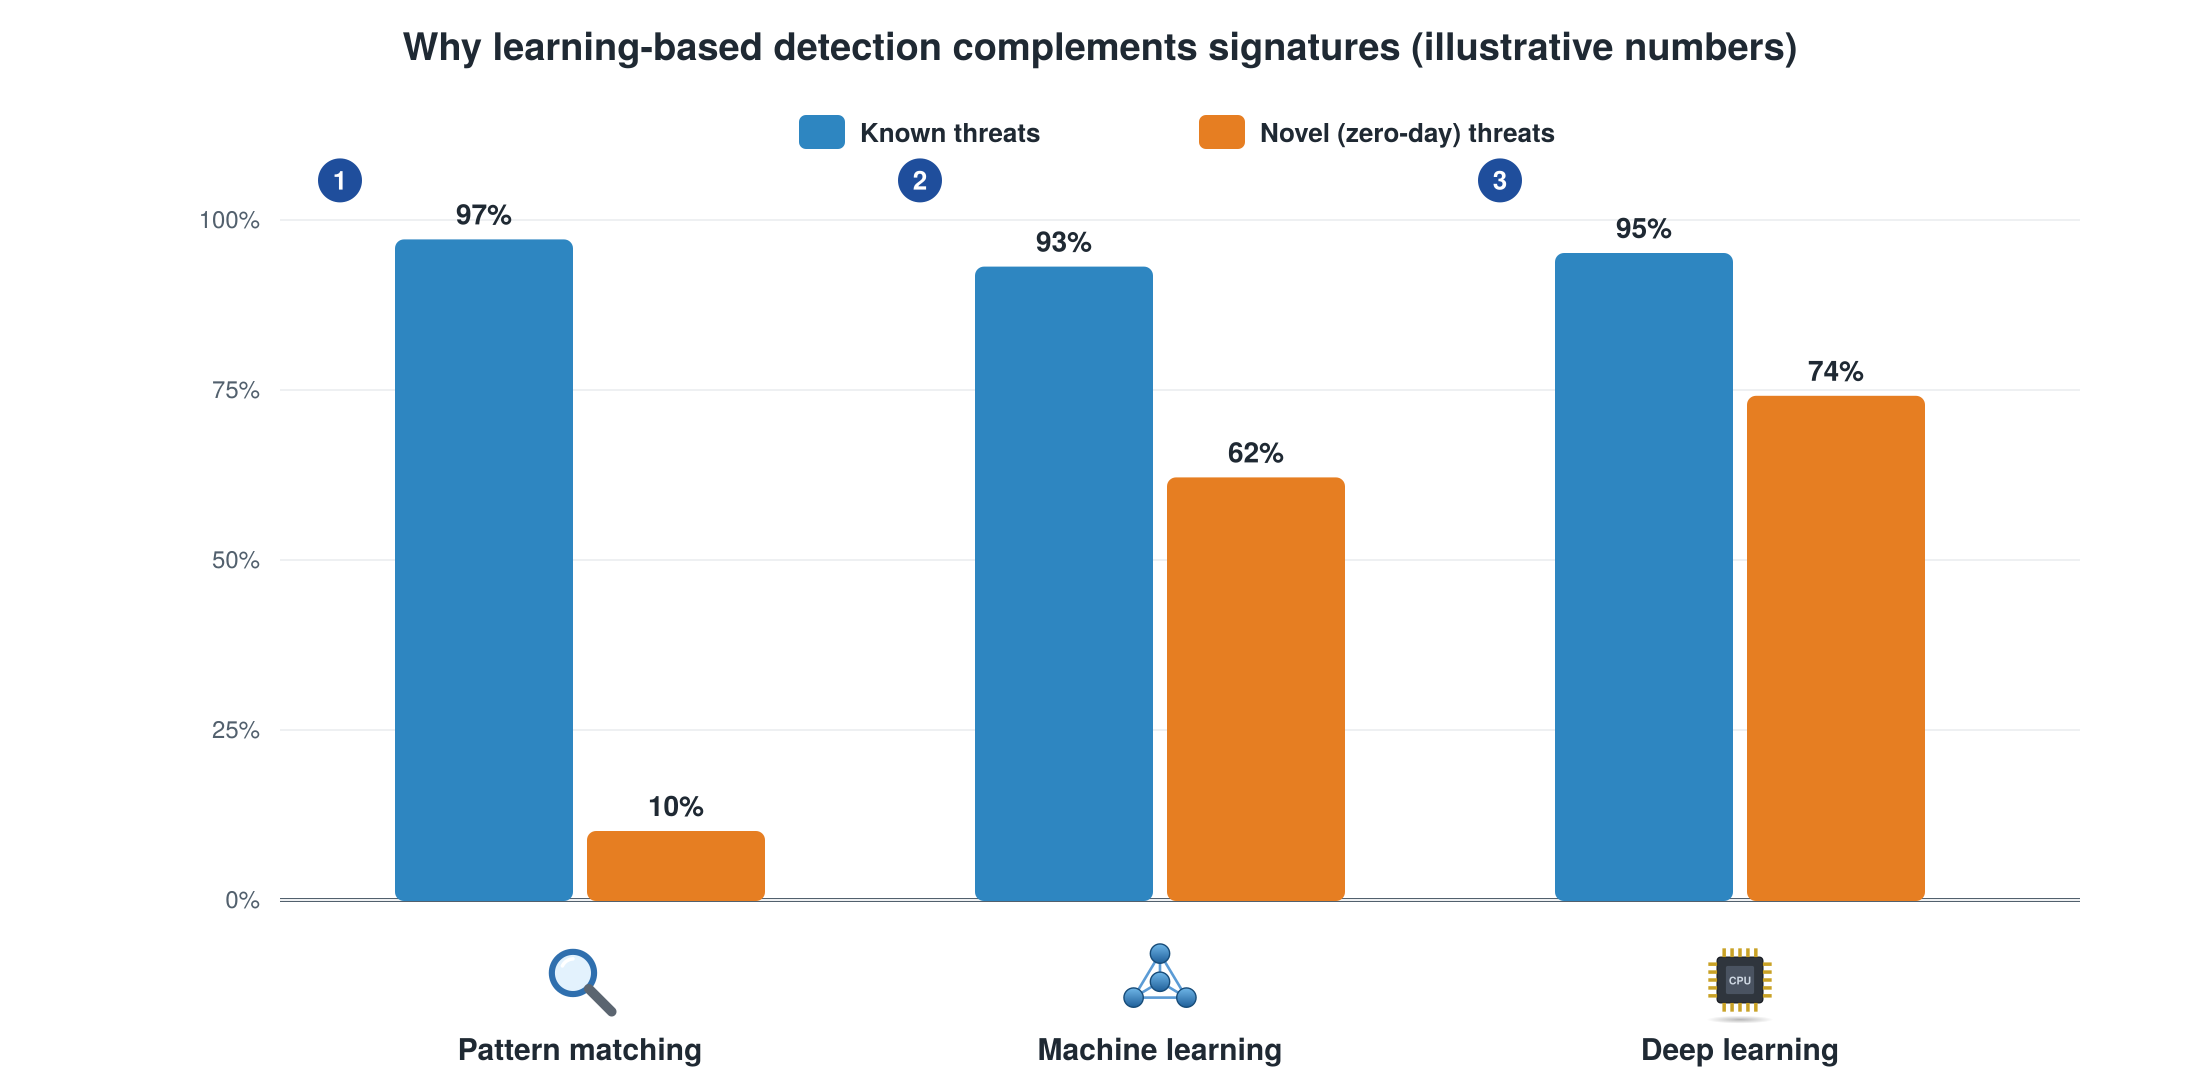 Why learning-based detection complements signatures (illustrative numbers)
Known threats
Novel (zero-day) threats
1
2
3
100%
75%
50%
25%
0%
97%
10%
93%
62%
95%
74%
CPU
Pattern matching
Machine learning
Deep learning